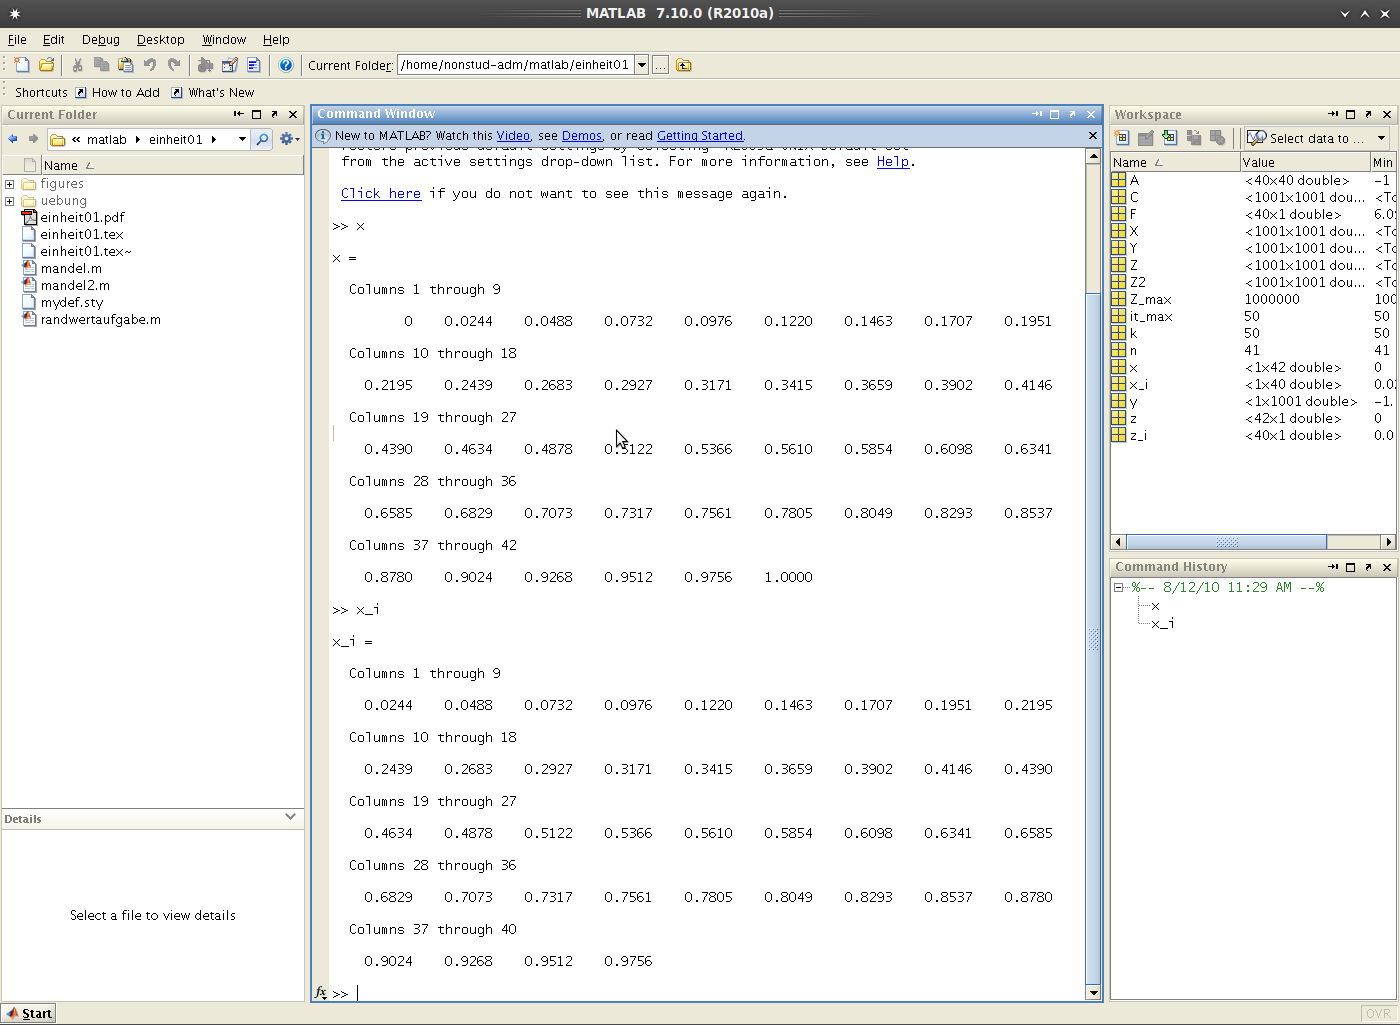 MATLAB 7.10.0 (R2010a)
File Edit Debug Desktop Window Help
Current Folder: /home/nonstud-adm/matlab/einheit01 ...
Shortcuts How to Add What's New
Current Folder
« matlab einheit01
Name
figures
uebung
einheit01.pdf
einheit01.tex
einheit01.tex~
mandel.m
mandel2.m
mydef.sty
randwertaufgabe.m
Details
Select a file to view details
Start
Command Window
New to MATLAB? Watch this Video, see Demos, or read Getting Started.
from the active settings drop-down list. For more information, see Help.
Click here if you do not want to see this message again.
>> x
x =
Columns 1 through 9
0 0.0244 0.0488 0.0732 0.0976 0.1220 0.1463 0.1707 0.1951
Columns 10 through 18
0.2195 0.2439 0.2683 0.2927 0.3171 0.3415 0.3659 0.3902 0.4146
Columns 19 through 27
0.4390 0.4634 0.4878 0.5122 0.5366 0.5610 0.5854 0.6098 0.6341
Columns 28 through 36
0.6585 0.6829 0.7073 0.7317 0.7561 0.7805 0.8049 0.8293 0.8537
Columns 37 through 42
0.8780 0.9024 0.9268 0.9512 0.9756 1.0000
>> x_i
x_i =
Columns 1 through 9
0.0244 0.0488 0.0732 0.0976 0.1220 0.1463 0.1707 0.1951 0.2195
Columns 10 through 18
0.2439 0.2683 0.2927 0.3171 0.3415 0.3659 0.3902 0.4146 0.4390
Columns 19 through 27
0.4634 0.4878 0.5122 0.5366 0.5610 0.5854 0.6098 0.6341 0.6585
Columns 28 through 36
0.6829 0.7073 0.7317 0.7561 0.7805 0.8049 0.8293 0.8537 0.8780
Columns 37 through 40
0.9024 0.9268 0.9512 0.9756
fx >>
Workspace
Select data to ...
Name Value Min
A <40x40 double> -1
C <1001x1001 dou... <To
F <40x1 double> 6.0
X <1001x1001 dou... <To
Y <1001x1001 dou... <To
Z <1001x1001 dou... <To
Z2 <1001x1001 dou... <To
Z_max 1000000 100
it_max 50 50
k 50 50
n 41 41
x <1x42 double> 0
x_i <1x40 double> 0.0
y <1x1001 double> -1.
z <42x1 double> 0
z_i <40x1 double> 0.0
Command History
%-- 8/12/10 11:29 AM --%
x
x_i
OVR